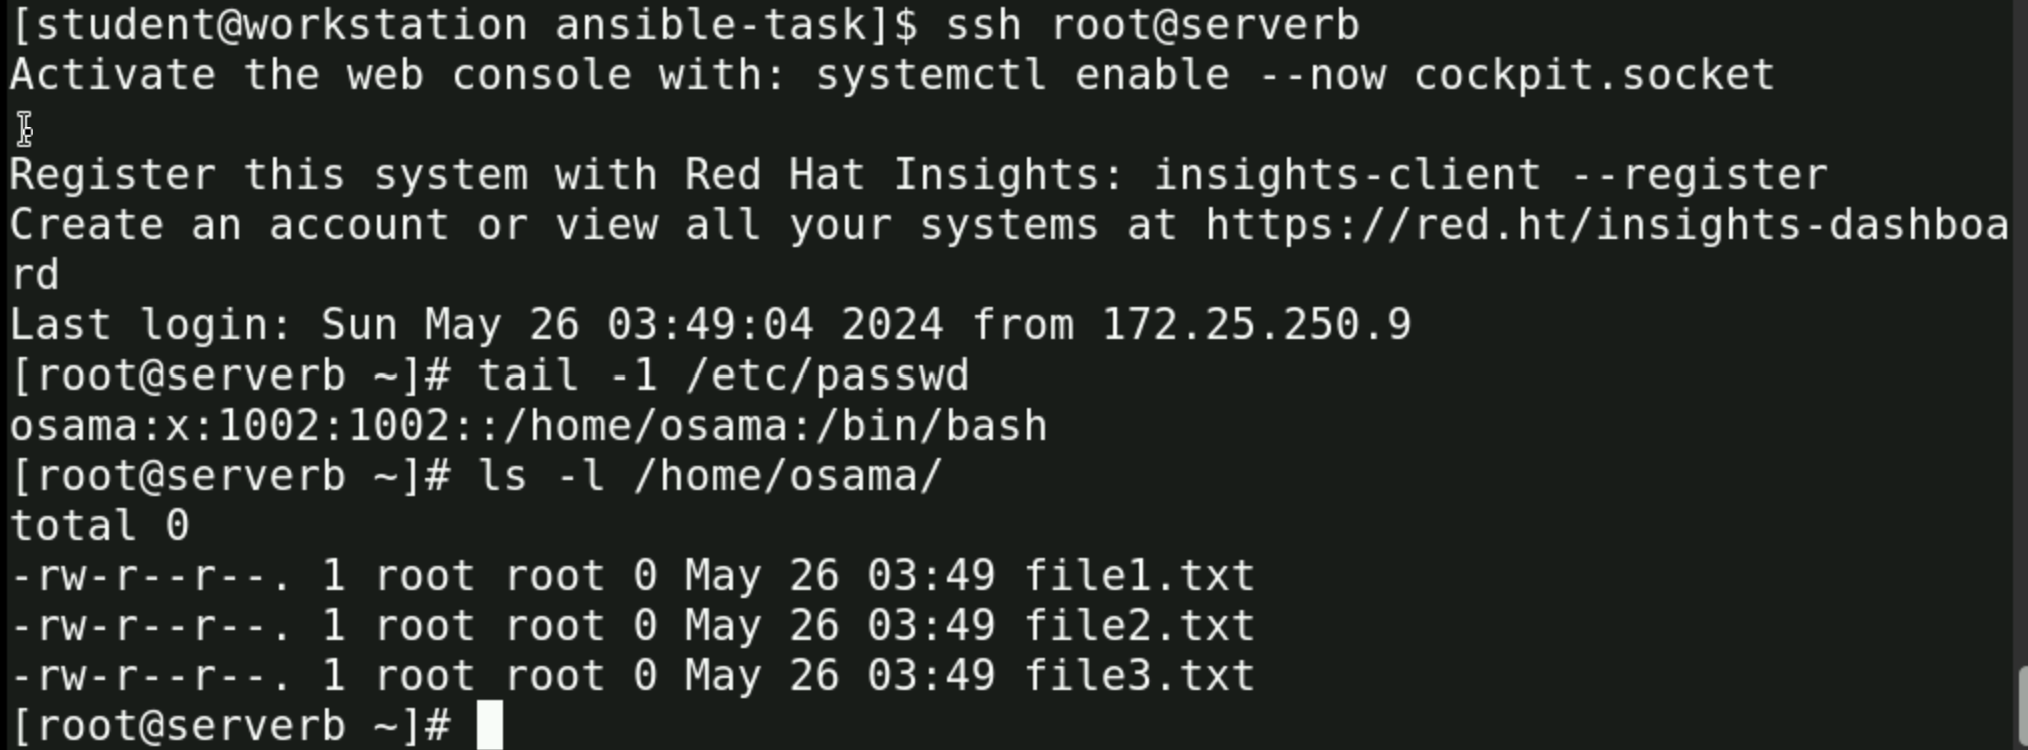 [student@workstation ansible-task]$ ssh root@serverb
Activate the web console with: systemctl enable --now cockpit.socket
Register this system with Red Hat Insights: insights-client --register
Create an account or view all your systems at https://red.ht/insights-dashboa
rd
Last login: Sun May 26 03:49:04 2024 from 172.25.250.9
[root@serverb ~]# tail -1 /etc/passwd
osama:x:1002:1002::/home/osama:/bin/bash
[root@serverb ~]# ls -l /home/osama/
total 0
-rw-r--r--. 1 root root 0 May 26 03:49 file1.txt
-rw-r--r--. 1 root root 0 May 26 03:49 file2.txt
-rw-r--r--. 1 root root 0 May 26 03:49 file3.txt
[root@serverb ~]#